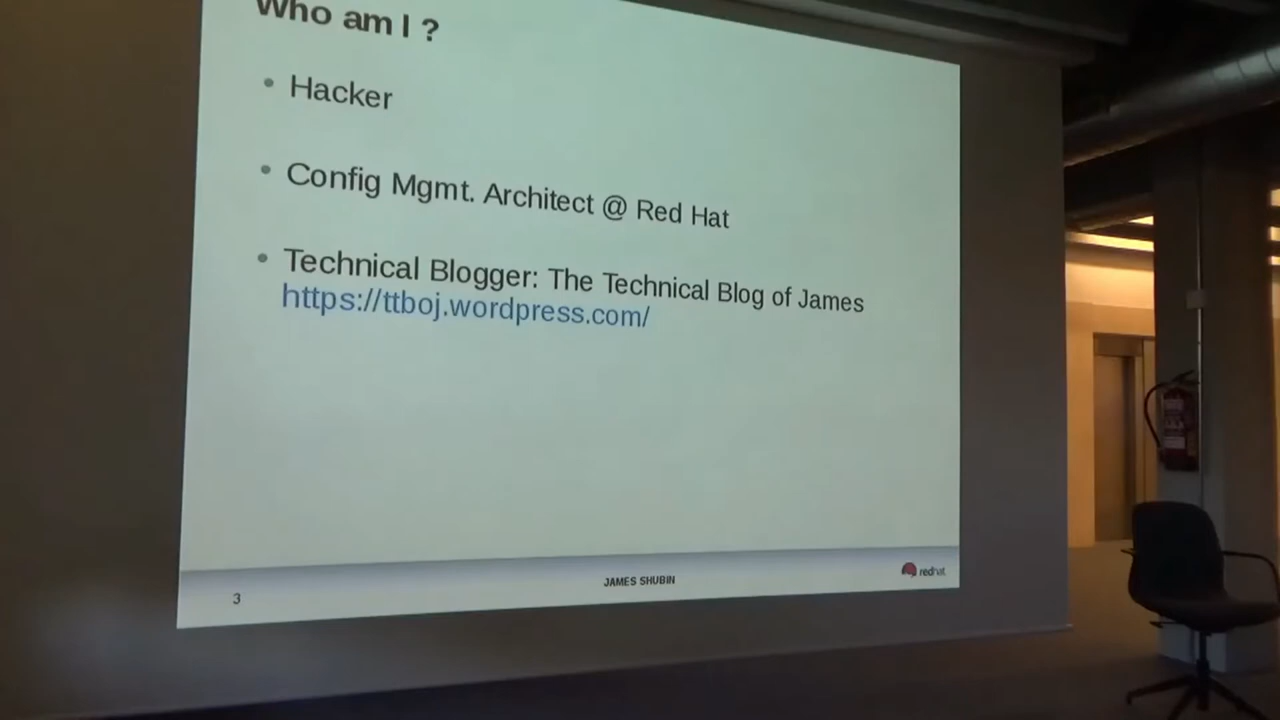 Who am I ?
Hacker
Config Mgmt. Architect @ Red Hat
Technical Blogger: The Technical Blog of James
https://ttboj.wordpress.com/
JAMES SHUBIN
redhat
3